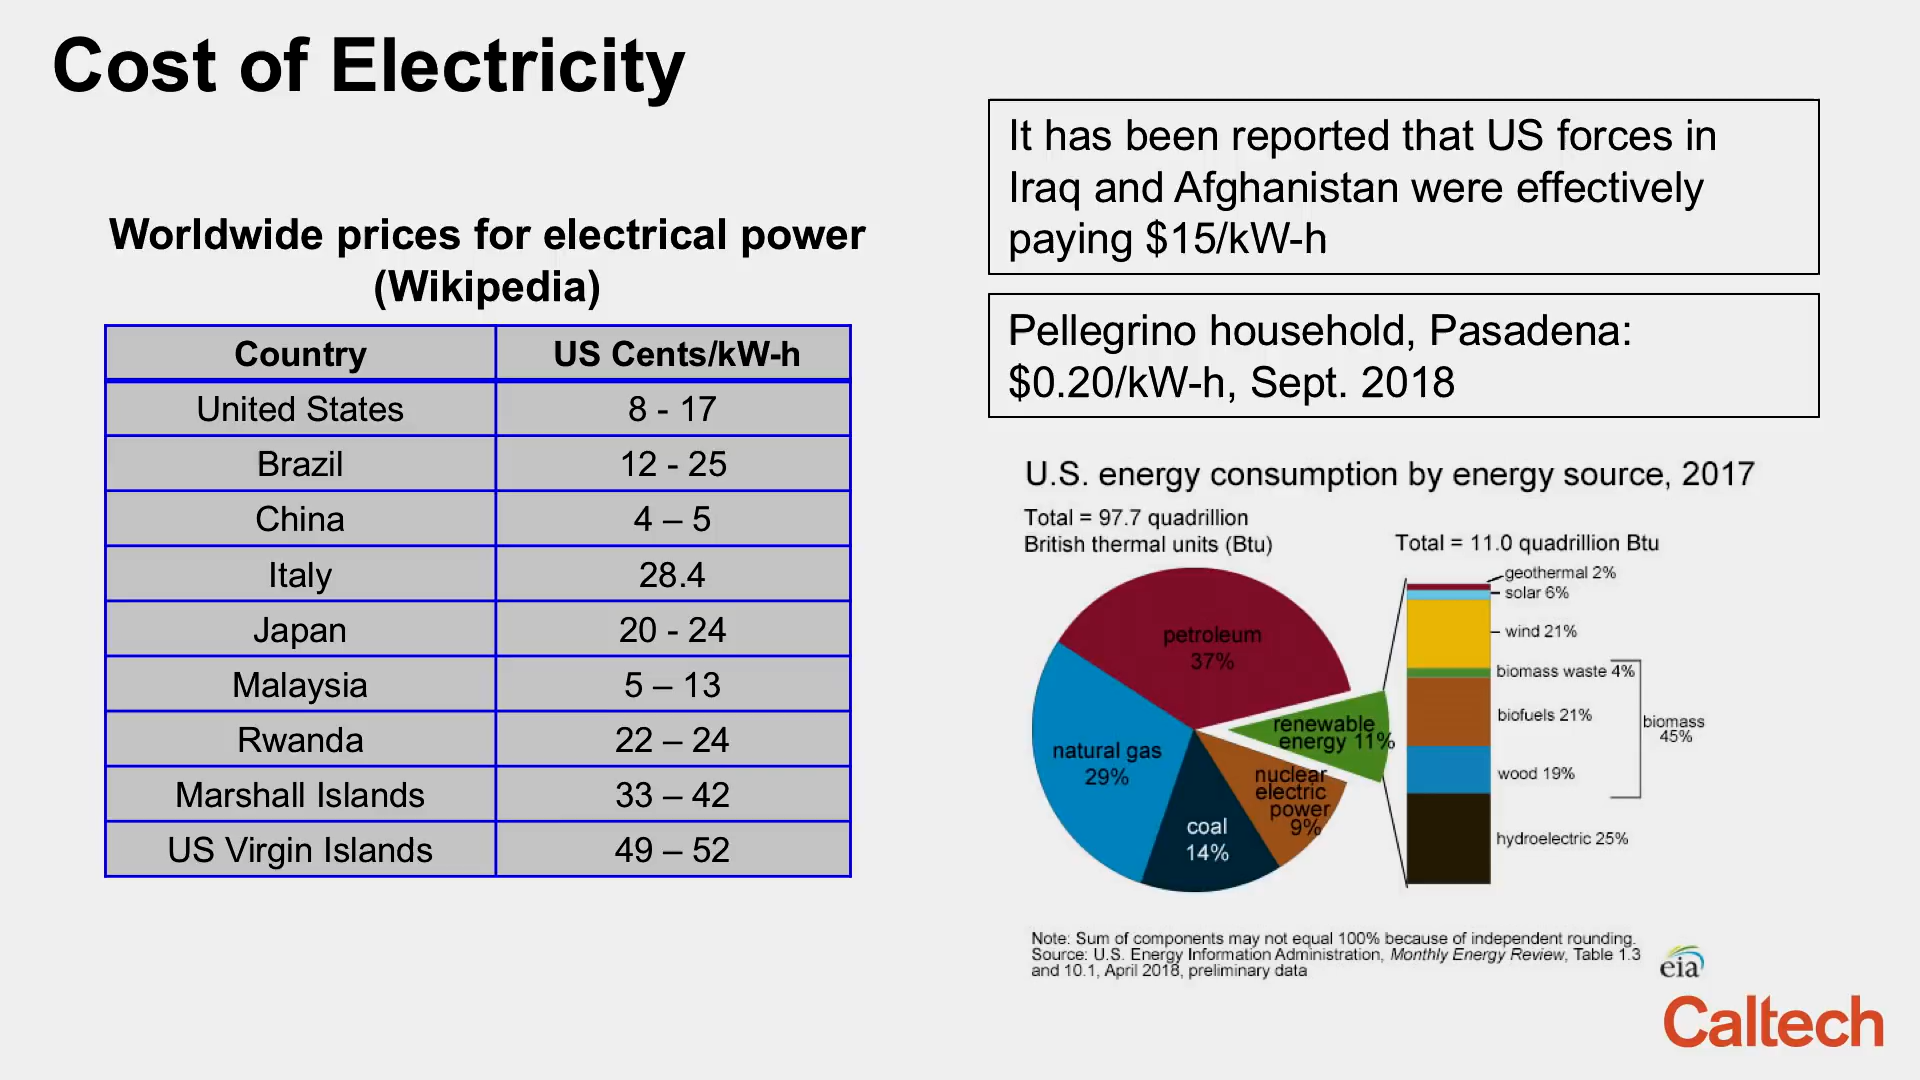 Cost of Electricity
Worldwide prices for electrical power
(Wikipedia)
Country US Cents/kW-h
United States 8 - 17
Brazil 12 - 25
China 4 – 5
Italy 28.4
Japan 20 - 24
Malaysia 5 – 13
Rwanda 22 – 24
Marshall Islands 33 – 42
US Virgin Islands 49 – 52
It has been reported that US forces in
Iraq and Afghanistan were effectively
paying $15/kW-h
Pellegrino household, Pasadena:
$0.20/kW-h, Sept. 2018
U.S. energy consumption by energy source, 2017
Total = 97.7 quadrillion
British thermal units (Btu)
petroleum
37%
natural gas
29%
coal
14%
nuclear
electric
power
9%
renewable
energy 11%
Total = 11.0 quadrillion Btu
geothermal 2%
solar 6%
wind 21%
biomass waste 4%
biofuels 21%
wood 19%
biomass
45%
hydroelectric 25%
Note: Sum of components may not equal 100% because of independent rounding.
Source: U.S. Energy Information Administration, Monthly Energy Review, Table 1.3
and 10.1, April 2018, preliminary data
eia
Caltech